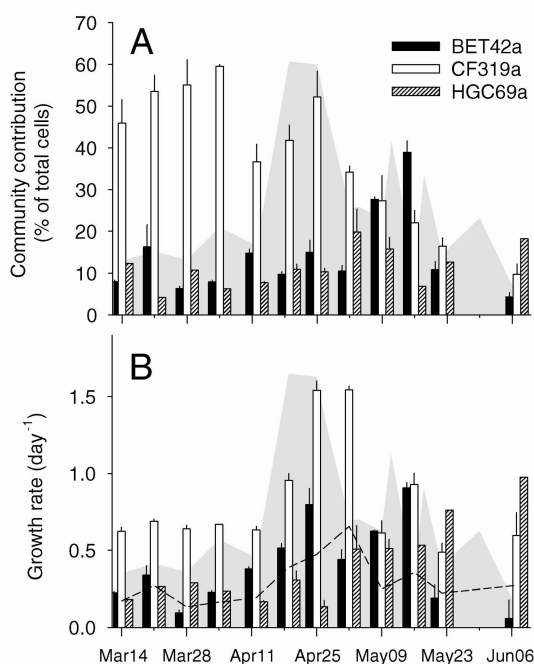 70
60
50
40
30
20
10
0
Community contribution
(% of total cells)
A
BET42a
CF319a
HGC69a
B
1.5
1.0
0.5
0.0
Growth rate (day-1)
Mar14 Mar28 Apr11 Apr25 May09 May23 Jun06